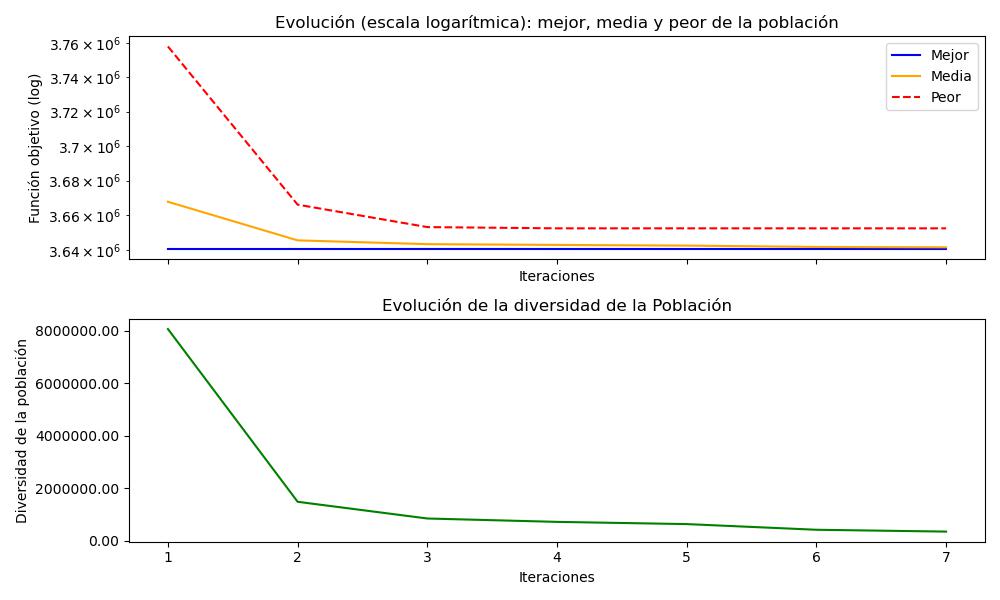 Evolución (escala logarítmica): mejor, media y peor de la población
Función objetivo (log)
3.76 × 10⁶
3.74 × 10⁶
3.72 × 10⁶
3.7 × 10⁶
3.68 × 10⁶
3.66 × 10⁶
3.64 × 10⁶
Mejor
Media
Peor
Iteraciones
Evolución de la diversidad de la Población
Diversidad de la población
8000000.00
6000000.00
4000000.00
2000000.00
0.00
1 2 3 4 5 6 7
Iteraciones